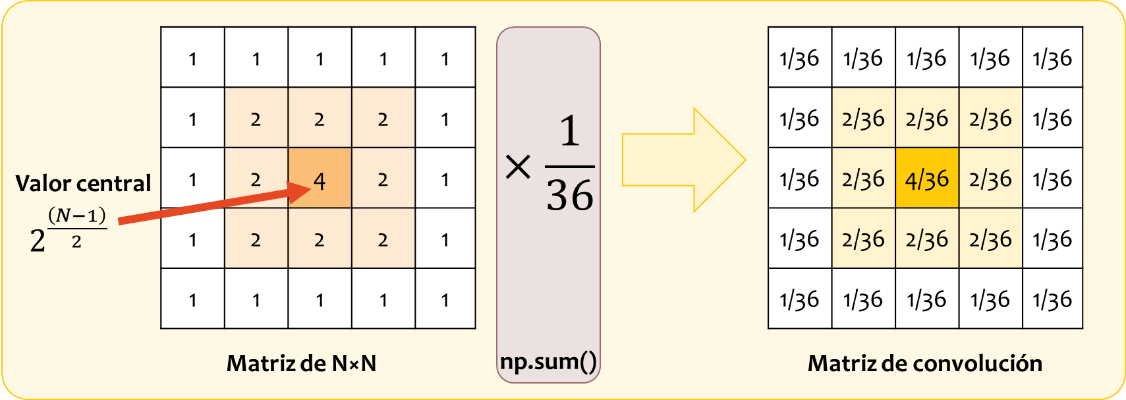 1 1 1 1 1
1 2 2 2 1
1 2 4 2 1
1 2 2 2 1
1 1 1 1 1
Valor central
2^((N−1)/2)
Matriz de N×N
× 1/36
np.sum()
1/36 1/36 1/36 1/36 1/36
1/36 2/36 2/36 2/36 1/36
1/36 2/36 4/36 2/36 1/36
1/36 2/36 2/36 2/36 1/36
1/36 1/36 1/36 1/36 1/36
Matriz de convolución